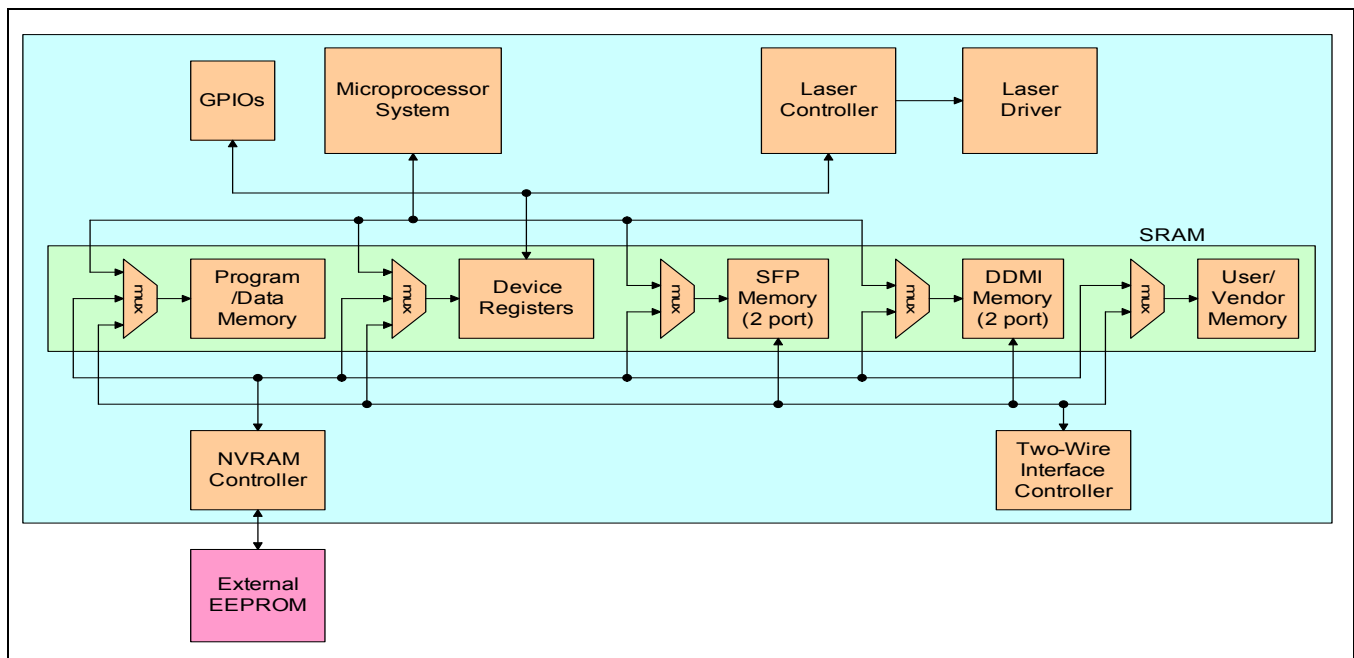 GPIOs
Microprocessor
System
Laser
Controller
Laser
Driver
SRAM
mux
Program
/Data
Memory
mux
Device
Registers
mux
SFP
Memory
(2 port)
mux
DDMI
Memory
(2 port)
mux
User/
Vendor
Memory
NVRAM
Controller
Two-Wire
Interface
Controller
External
EEPROM